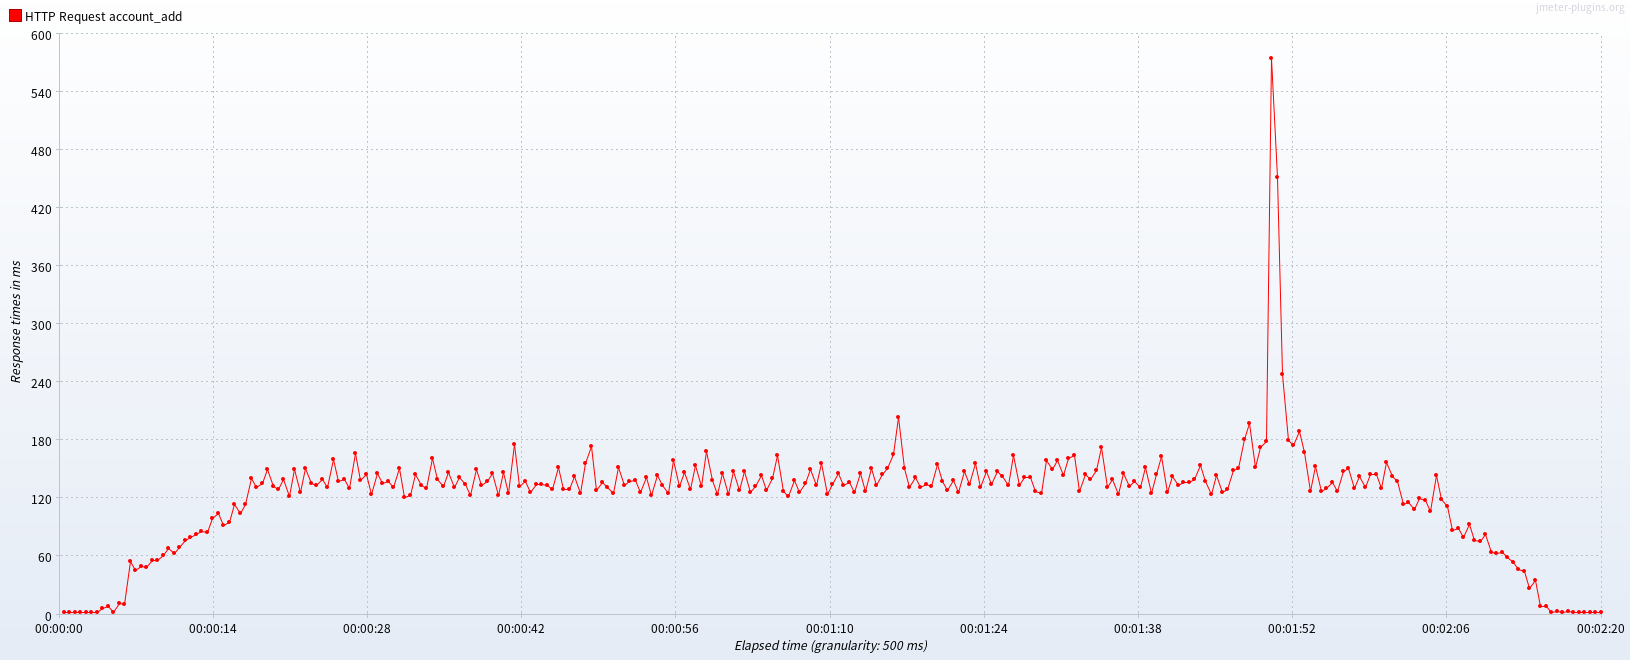 jmeter-plugins.org
HTTP Request account_add
600
540
480
420
360
300
240
180
120
60
0
Response times in ms
00:00:00 00:00:14 00:00:28 00:00:42 00:00:56 00:01:10 00:01:24 00:01:38 00:01:52 00:02:06 00:02:20
Elapsed time (granularity: 500 ms)